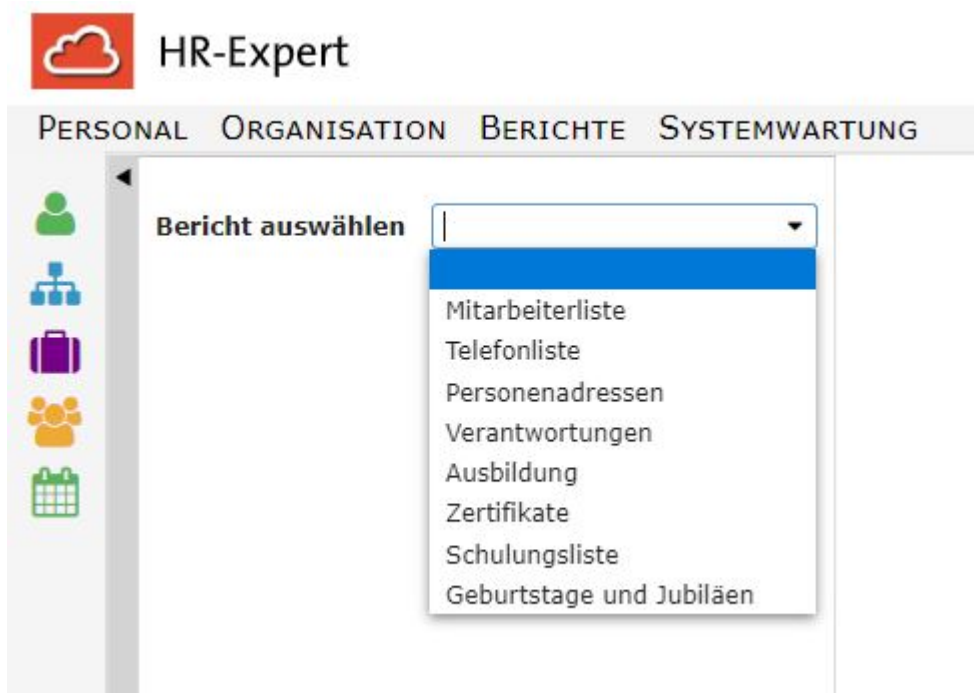 HR-Expert
PERSONAL ORGANISATION BERICHTE SYSTEMWARTUNG
Bericht auswählen
Mitarbeiterliste
Telefonliste
Personenadressen
Verantwortungen
Ausbildung
Zertifikate
Schulungsliste
Geburtstage und Jubiläen